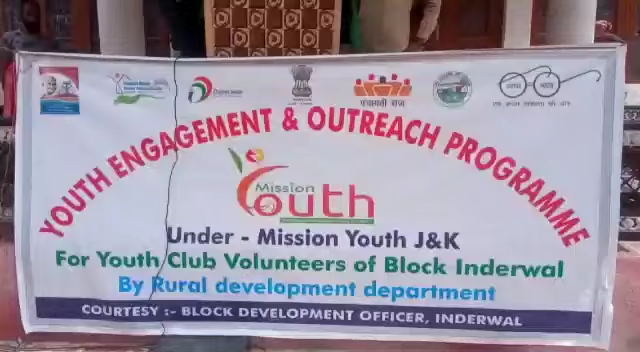 पंचायती राज
YOUTH ENGAGEMENT & OUTREACH PROGRAMME
Mission
Youth
Under - Mission Youth J&K
For Youth Club Volunteers of Block Inderwal
By Rural development department
COURTESY :- BLOCK DEVELOPMENT OFFICER, INDERWAL